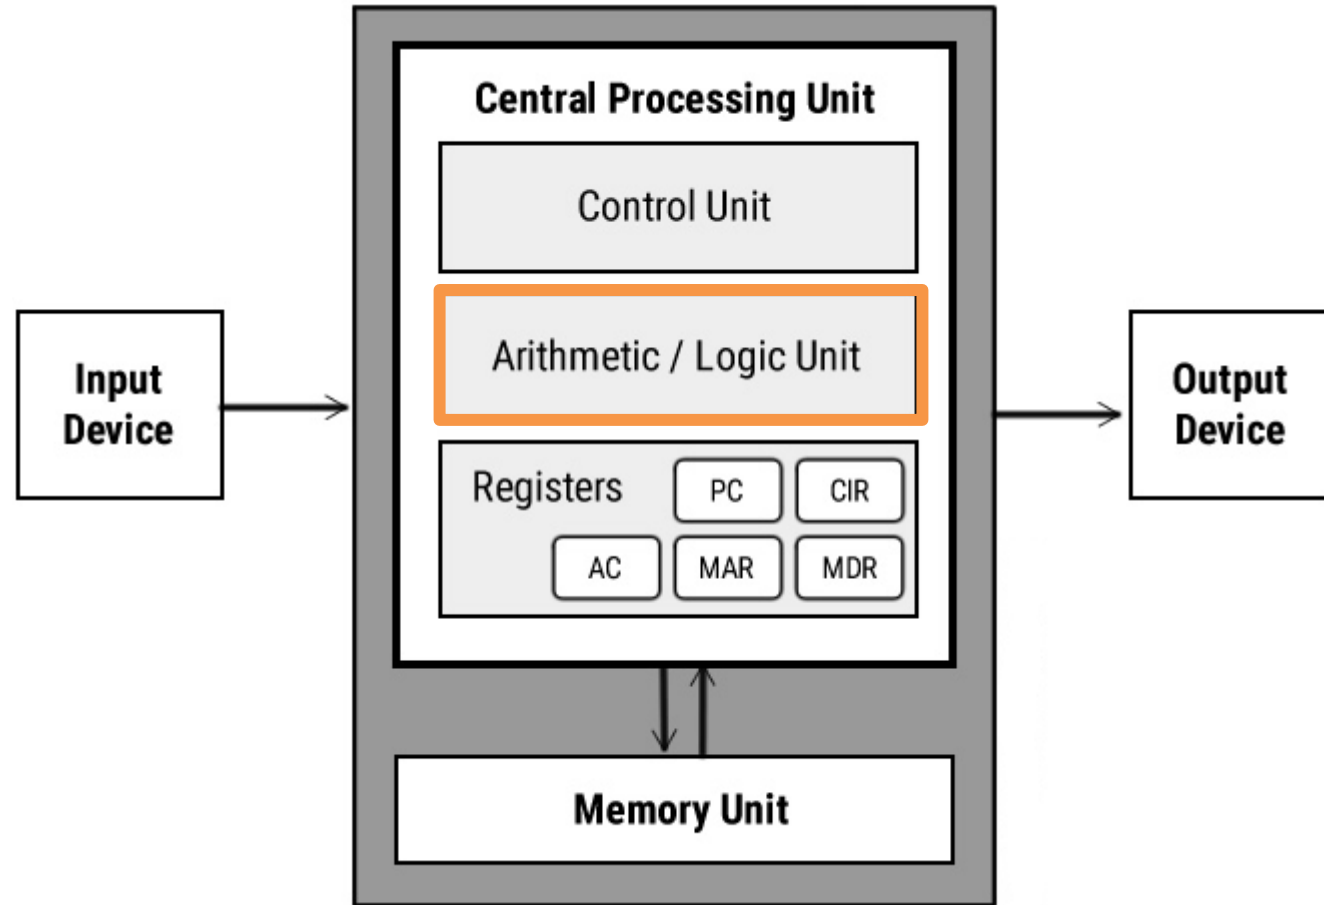 Central Processing Unit
Control Unit
Arithmetic / Logic Unit
Input
Device
Output
Device
Registers
PC
CIR
AC
MAR
MDR
Memory Unit